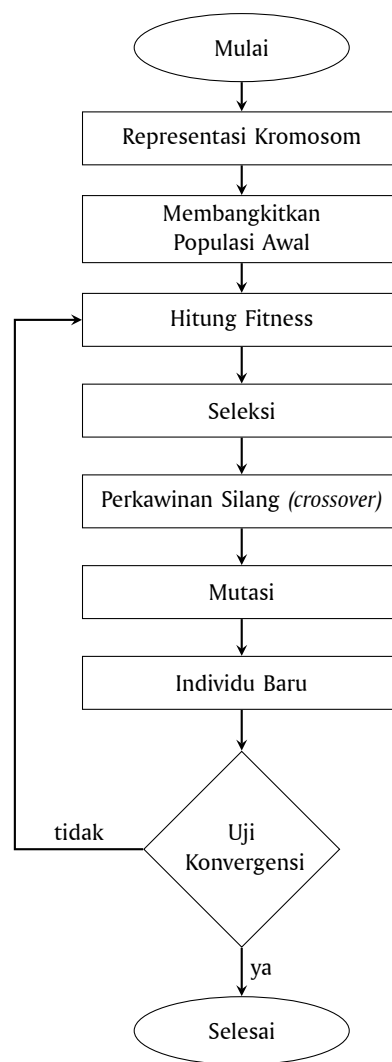 Mulai
Representasi Kromosom
Membangkitkan
Populasi Awal
Hitung Fitness
Seleksi
Perkawinan Silang (crossover)
Mutasi
Individu Baru
tidak
Uji
Konvergensi
ya
Selesai